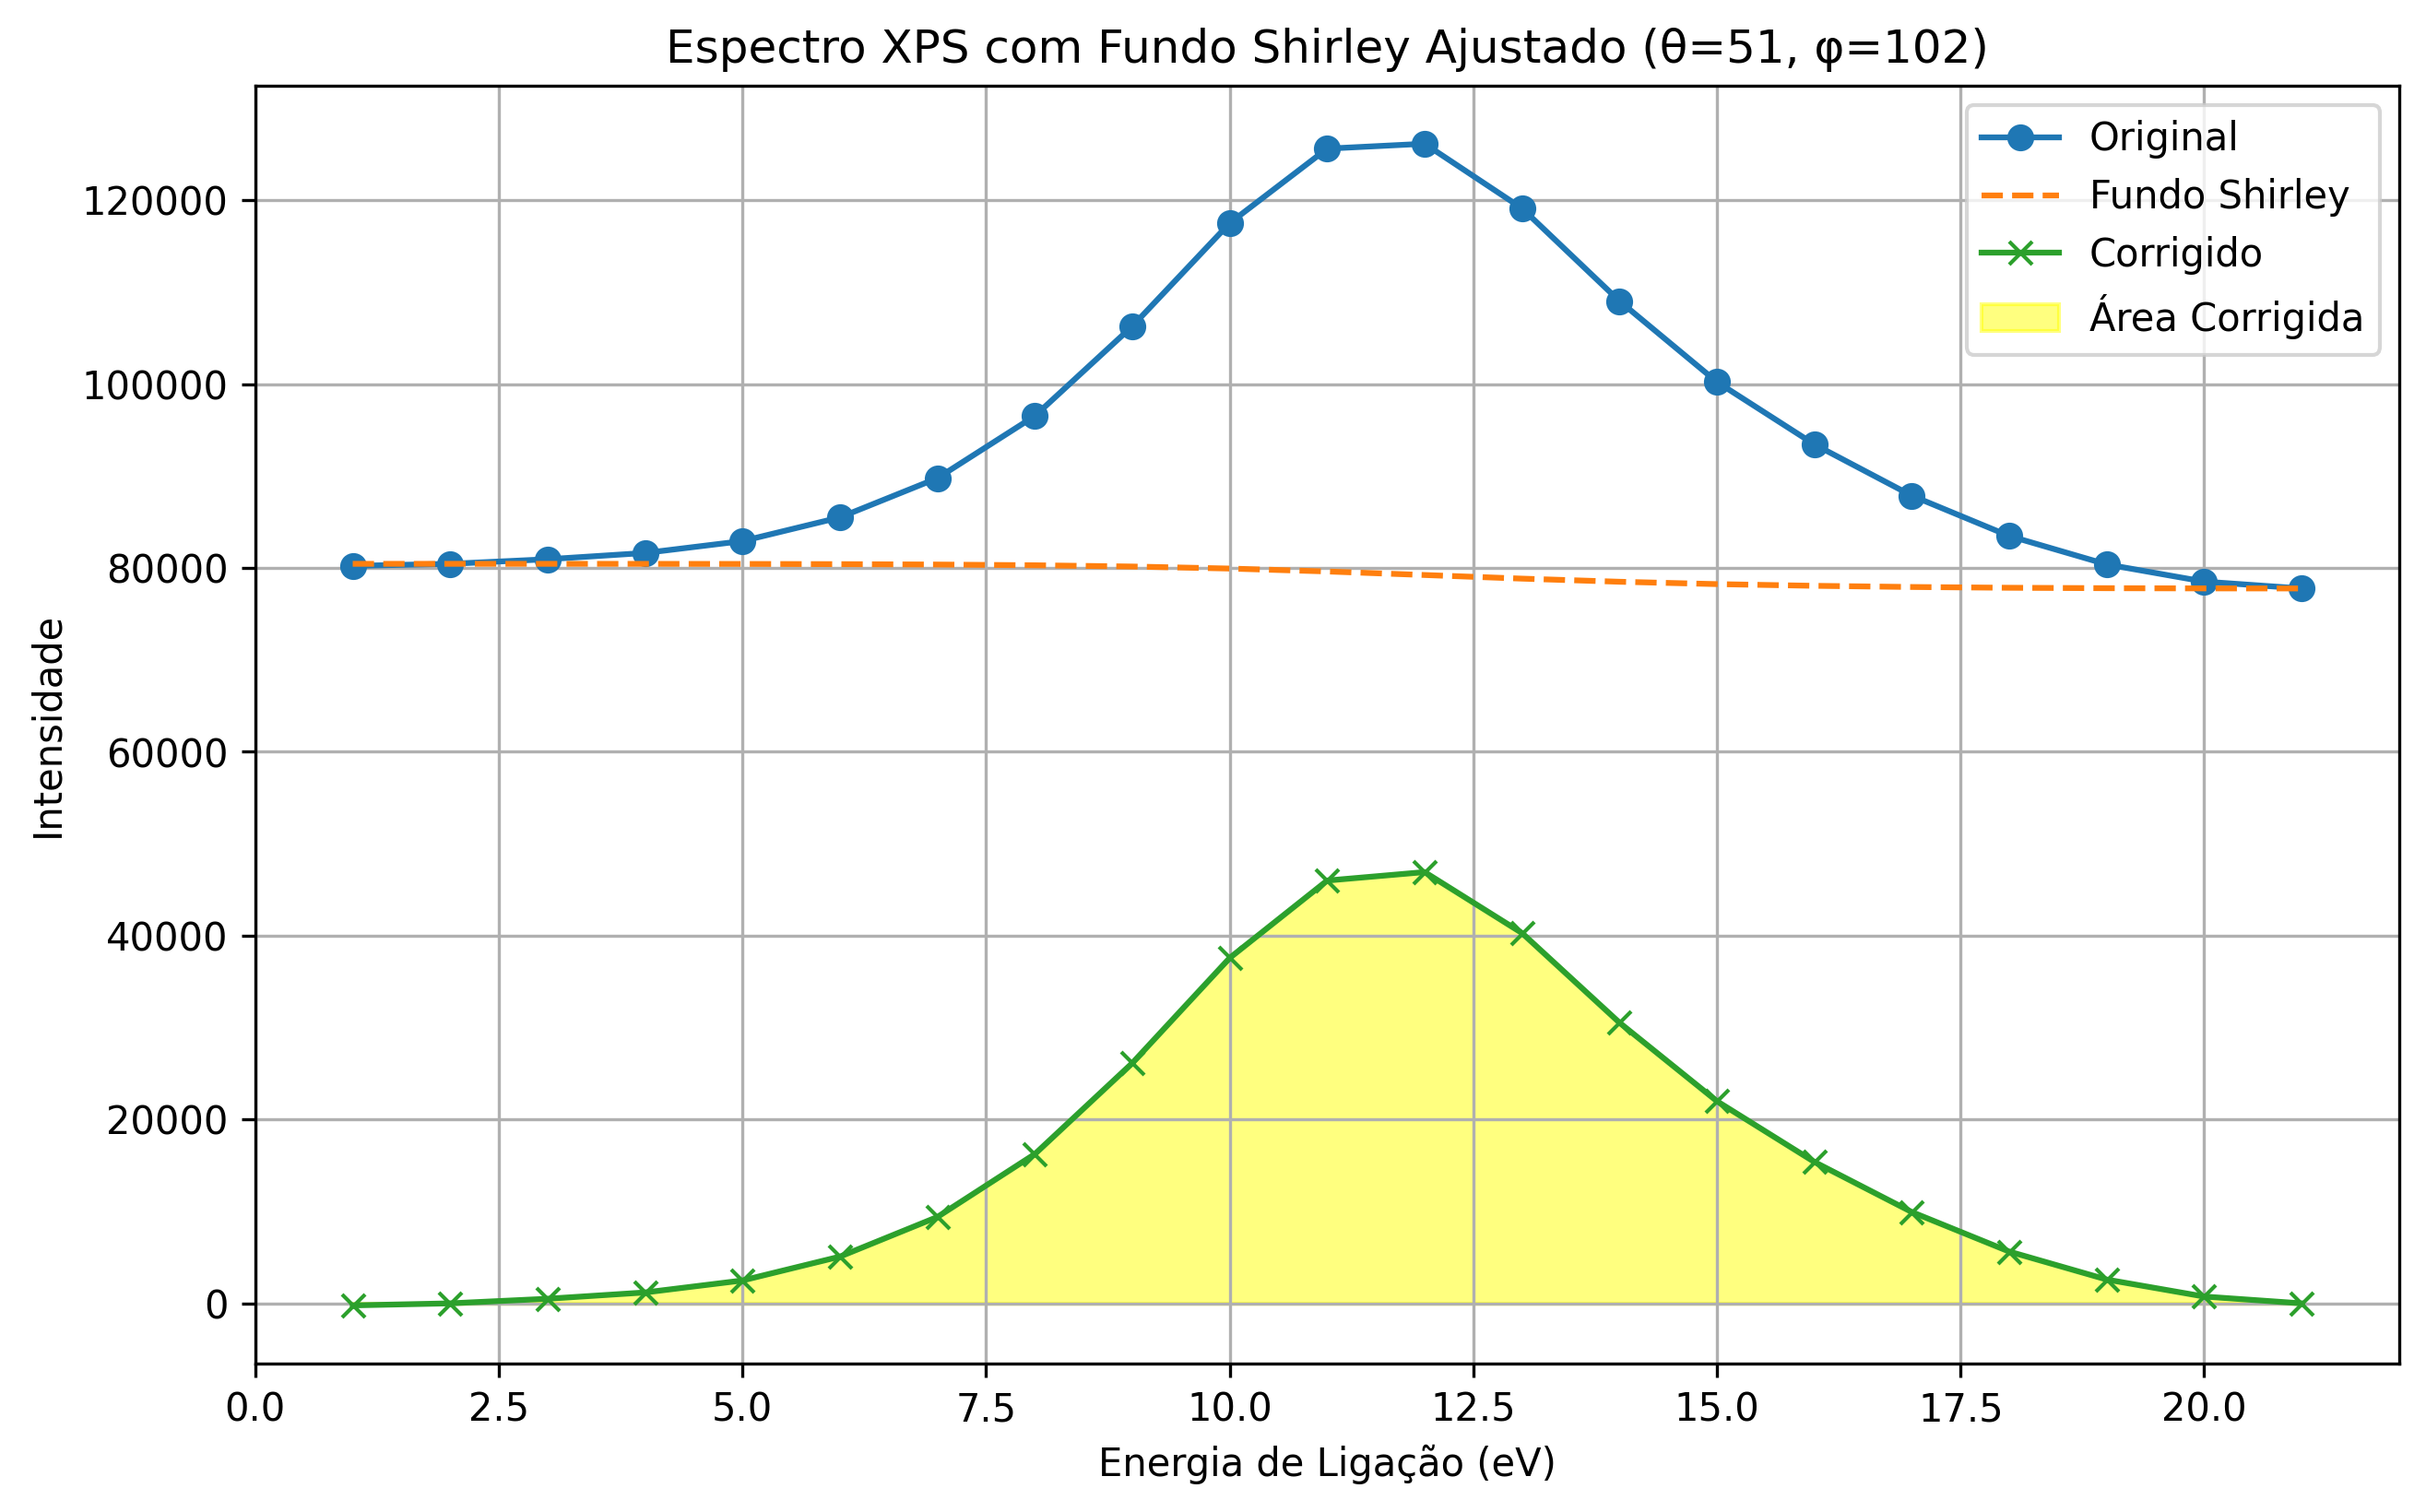 Espectro XPS com Fundo Shirley Ajustado (θ=51, φ=102)
Original
Fundo Shirley
Corrigido
Área Corrigida
120000
100000
80000
60000
40000
20000
0
Intensidade
0.0 2.5 5.0 7.5 10.0 12.5 15.0 17.5 20.0
Energia de Ligação (eV)